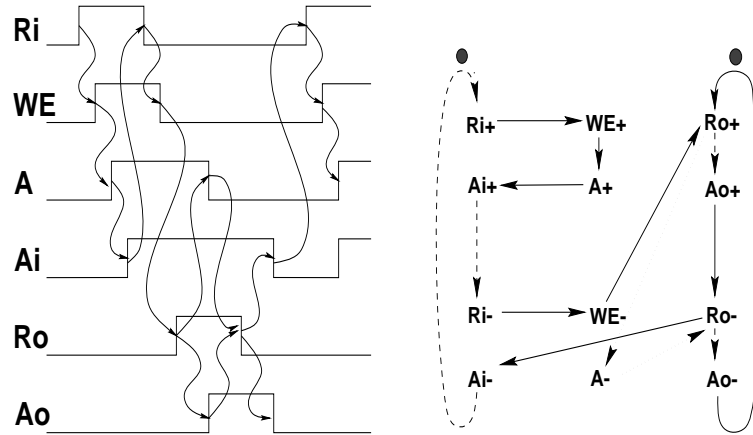 Ri
WE
A
Ai
Ro
Ao
Ri+ WE+ Ro+
Ai+ A+ Ao+
Ri- WE- Ro-
Ai- A- Ao-